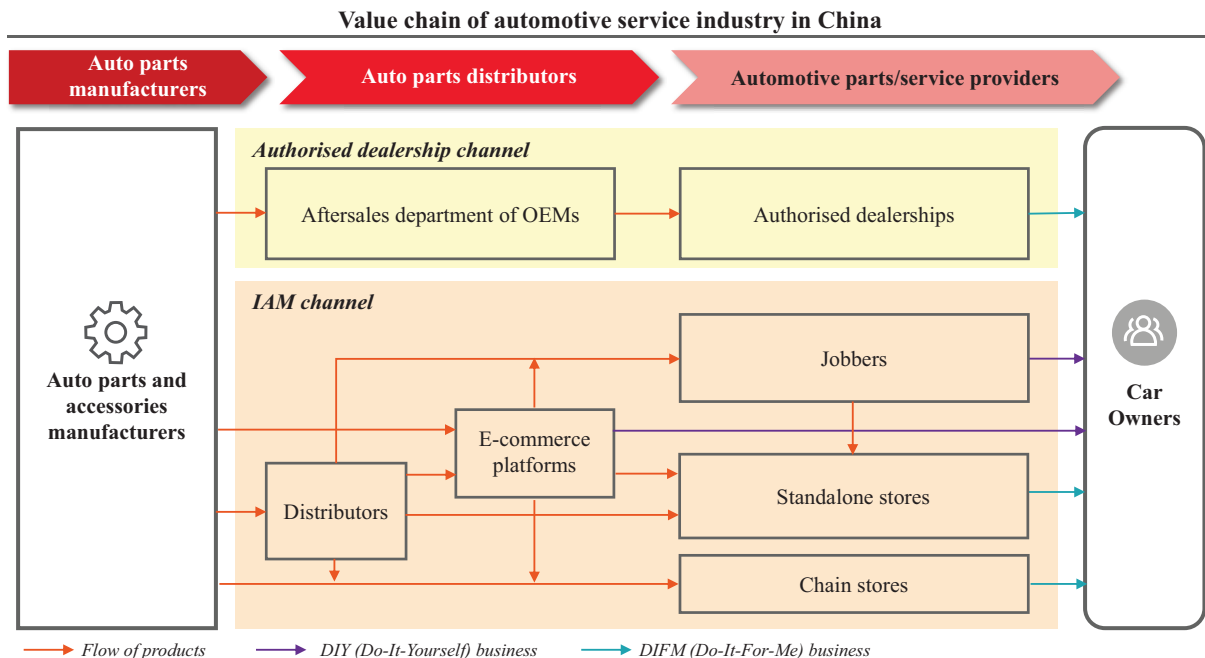 Value chain of automotive service industry in China
Auto parts
manufacturers
Auto parts distributors
Automotive parts/service providers
Authorised dealership channel
Aftersales department of OEMs
Authorised dealerships
IAM channel
Auto parts and
accessories
manufacturers
Jobbers
E-commerce
platforms
Distributors
Standalone stores
Chain stores
Car
Owners
Flow of products
DIY (Do-It-Yourself) business
DIFM (Do-It-For-Me) business